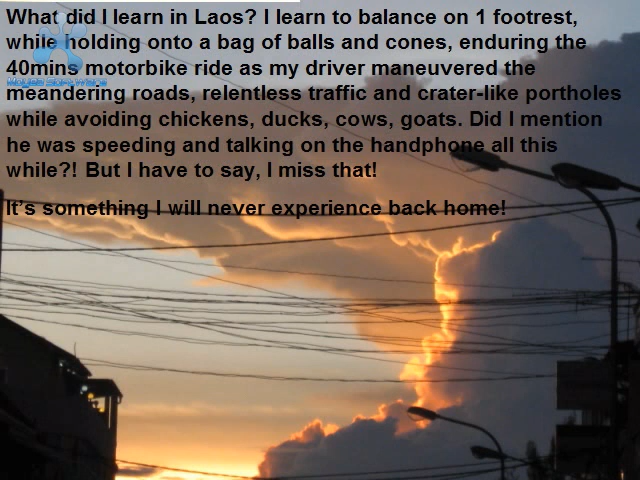 What did I learn in Laos? I learn to balance on 1 footrest,
while holding onto a bag of balls and cones, enduring the
40mins motorbike ride as my driver maneuvered the
meandering roads, relentless traffic and crater-like portholes
while avoiding chickens, ducks, cows, goats. Did I mention
he was speeding and talking on the handphone all this
while?! But I have to say, I miss that!
It's something I will never experience back home!